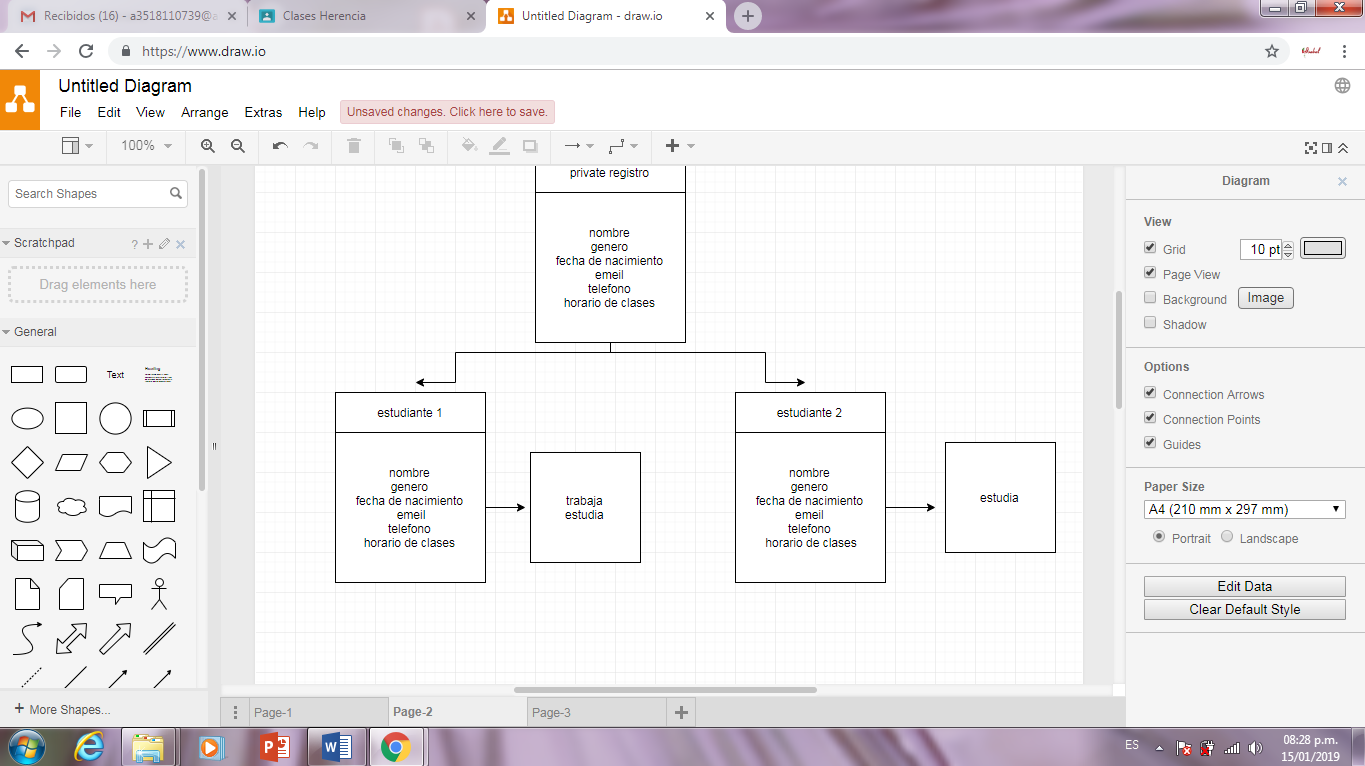 Recibidos (16) - a3518110739@a
Clases Herencia
Untitled Diagram - draw.io
https://www.draw.io
Untitled Diagram
File Edit View Arrange Extras Help Unsaved changes. Click here to save.
100%
Search Shapes
Scratchpad ?
Drag elements here
General
Text
Heading
More Shapes...
private registro
nombre
genero
fecha de nacimiento
emeil
telefono
horario de clases
estudiante 1
nombre
genero
fecha de nacimiento
emeil
telefono
horario de clases
trabaja
estudia
estudiante 2
nombre
genero
fecha de nacimiento
emeil
telefono
horario de clases
estudia
Diagram
View
Grid 10 pt
Page View
Background Image
Shadow
Options
Connection Arrows
Connection Points
Guides
Paper Size
A4 (210 mm x 297 mm)
Portrait Landscape
Edit Data
Clear Default Style
Page-1 Page-2 Page-3
ES
08:28 p.m.
15/01/2019